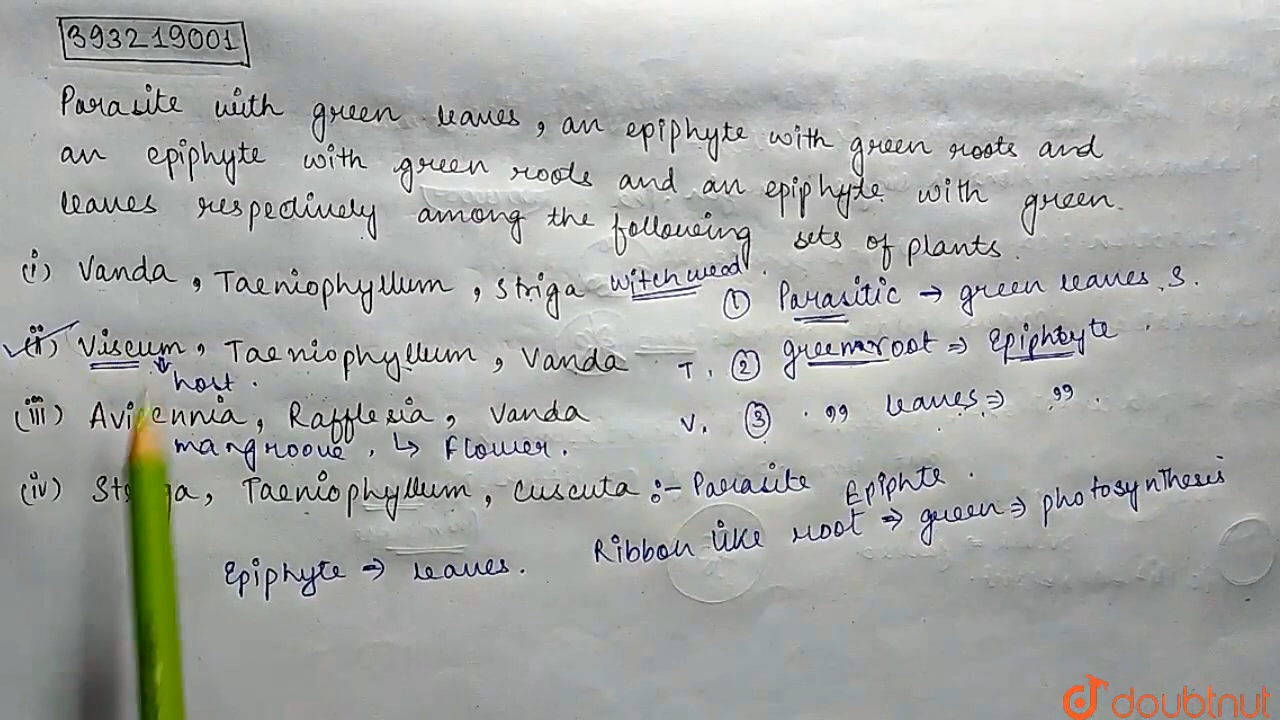 393219001
Parasite with green leaves, an epiphyte with green roots and
an epiphyte with green roots and an epiphyte with green
leaves respectively among the following sets of plants.
(i) Vanda, Taeniophyllum, Striga witch weed.
① Parasitic → green leaves S.
(ii) Viscum, Taeniophyllum, Vanda
T. ② green root ⇒ Epiphtyte.
host.
(iii) Avicennia, Rafflesia, Vanda
V. ③ " leaves ⇒ ".
mangroove. ↳ Flower.
(iv) Striga, Taeniophyllum, Cuscuta :- Parasite Epiphte.
Ribbon like root ⇒ green ⇒ photosynthesis
Epiphyte ⇒ leaves.
doubtnut